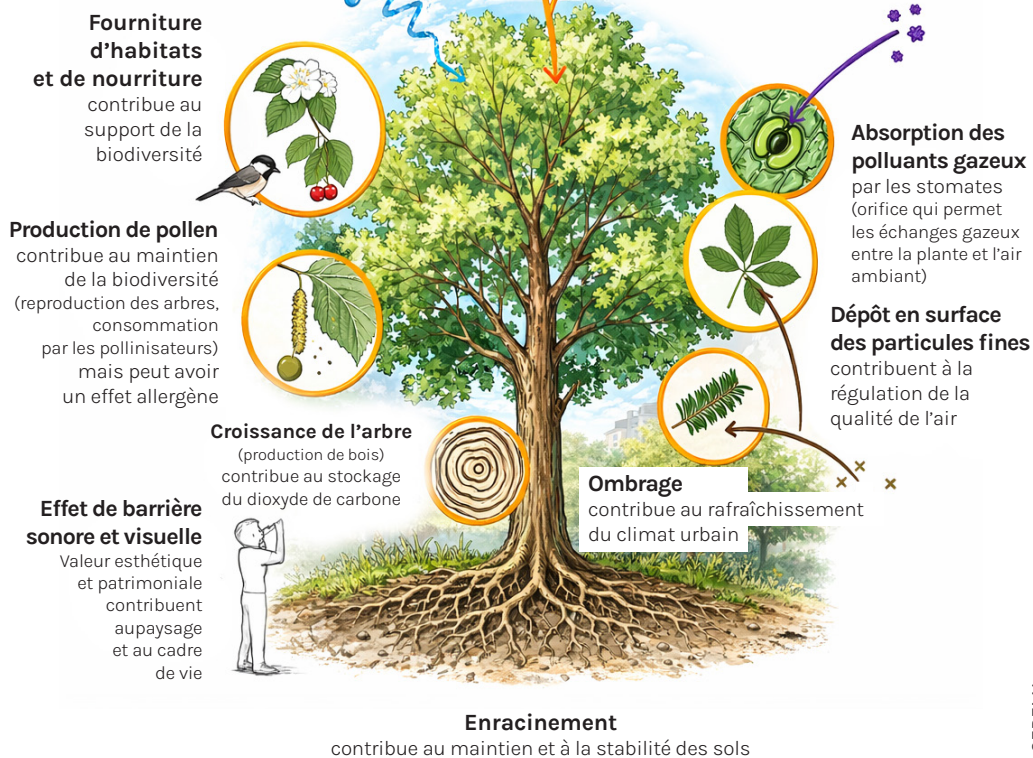 Fourniture
d'habitats
et de nourriture
contribue au
support de la
biodiversité
Production de pollen
contribue au maintien
de la biodiversité
(reproduction des arbres,
consommation
par les pollinisateurs)
mais peut avoir
un effet allergène
Croissance de l'arbre
(production de bois)
contribue au stockage
du dioxyde de carbone
Effet de barrière
sonore et visuelle
Valeur esthétique
et patrimoniale
contribuent
aupaysage
et au cadre
de vie
Absorption des
polluants gazeux
par les stomates
(orifice qui permet
les échanges gazeux
entre la plante et l'air
ambiant)
Dépôt en surface
des particules fines
contribuent à la
régulation de la
qualité de l'air
Ombrage
contribue au rafraîchissement
du climat urbain
Enracinement
contribue au maintien et à la stabilité des sols